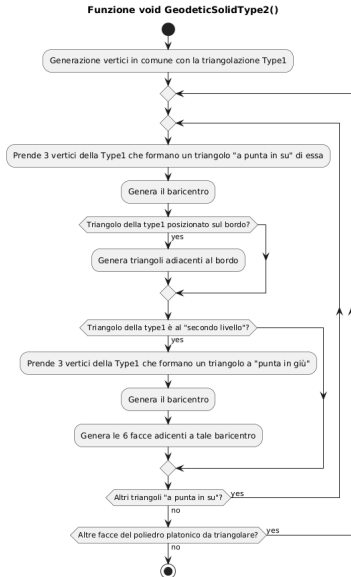 Funzione void GeodeticSolidType2()
Generazione vertici in comune con la triangolazione Type1
Prende 3 vertici della Type1 che formano un triangolo "a punta in su" di essa
Genera il baricentro
Triangolo della type1 posizionato sul bordo?
yes
Genera triangoli adiacenti al bordo
Triangolo della type1 è al "secondo livello"?
yes
Prende 3 vertici della Type1 che formano un triangolo a "punta in giù"
Genera il baricentro
Genera le 6 facce adicenti a tale baricentro
Altri triangoli "a punta in su"?
yes
no
Altre facce del poliedro platonico da triangolare?
yes
no